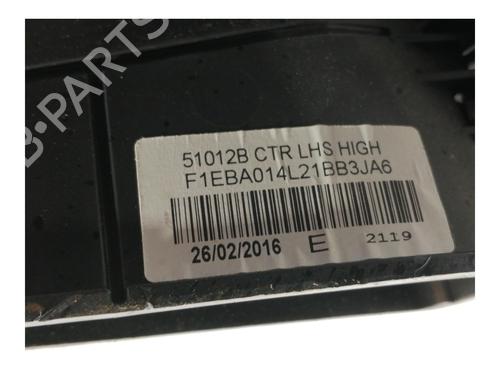 B-PARTS
51012B CTR LHS HIGH
F1EBA014L21BB3JA6
26/02/2016 E 2119